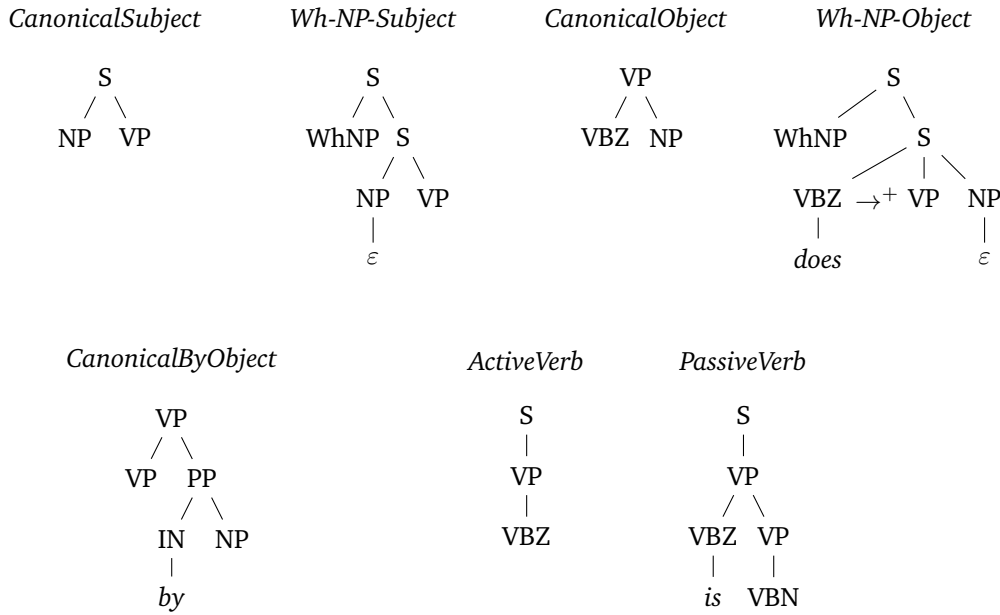 CanonicalSubject Wh-NP-Subject CanonicalObject Wh-NP-Object
S S VP S
NP VP WhNP S VBZ NP WhNP S
NP VP VBZ →+ VP NP
ε does ε
CanonicalByObject ActiveVerb PassiveVerb
VP S S
VP PP VP VP
IN NP VBZ VBZ VP
by is VBN